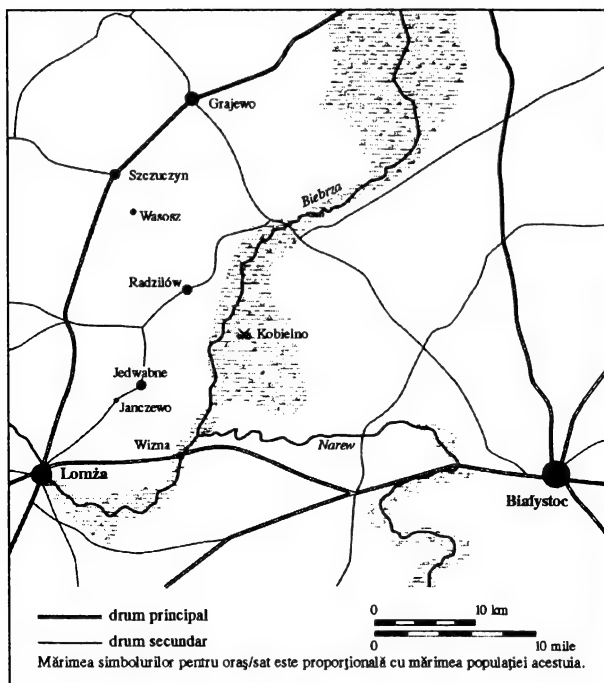 Grajewo
Szczuczyn
Biebrza
Wasosz
Radziłów
Kobielno
Jedwabne
Janczewo
Wizna
Narew
Lomża
Białystoc
drum principal
0 10 km
drum secundar
0 10 mile
Mărimea simbolurilor pentru oraş/sat este proporţională cu mărimea populaţiei acestuia.